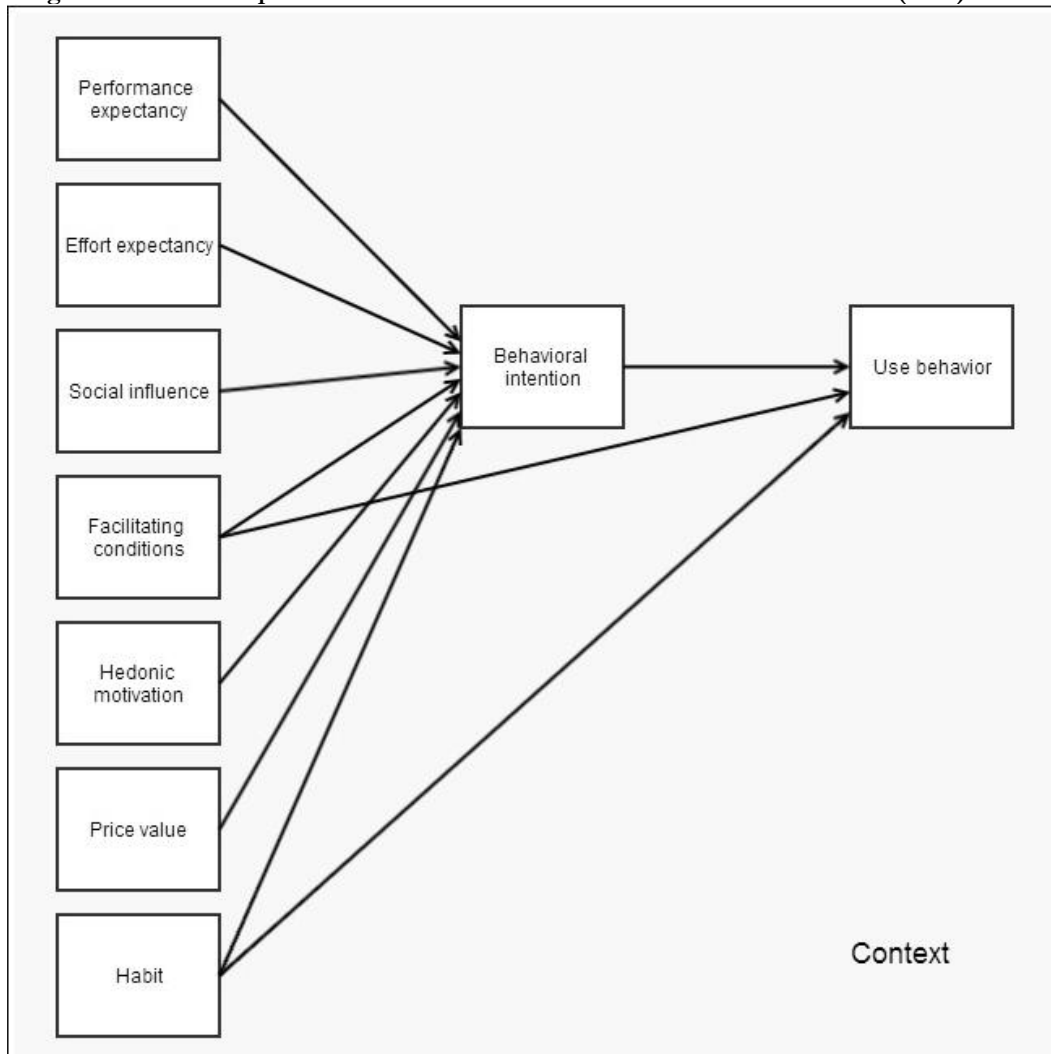 Performance
expectancy
Effort expectancy
Social influence
Behavioral
intention
Use behavior
Facilitating
conditions
Hedonic
motivation
Price value
Habit
Context